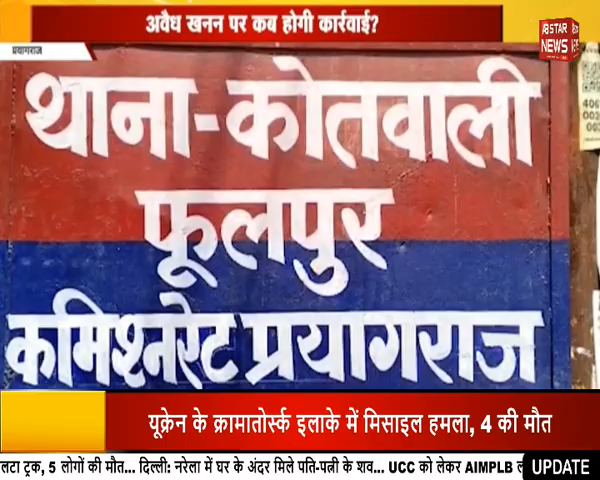 अवैध खनन पर कब होगी कार्रवाई?
ABSTAR
NEWS
प्रयागराज
थाना-कोतवाली
फूलपुर
कमिश्नरेट प्रयागराज
यूक्रेन के क्रामातोर्स्क इलाके में मिसाइल हमला, 4 की मौत
लटा ट्रक, 5 लोगों की मौत... दिल्ली: नरेला में घर के अंदर मिले पति-पत्नी के शव... UCC को लेकर AIMPLB
UPDATE